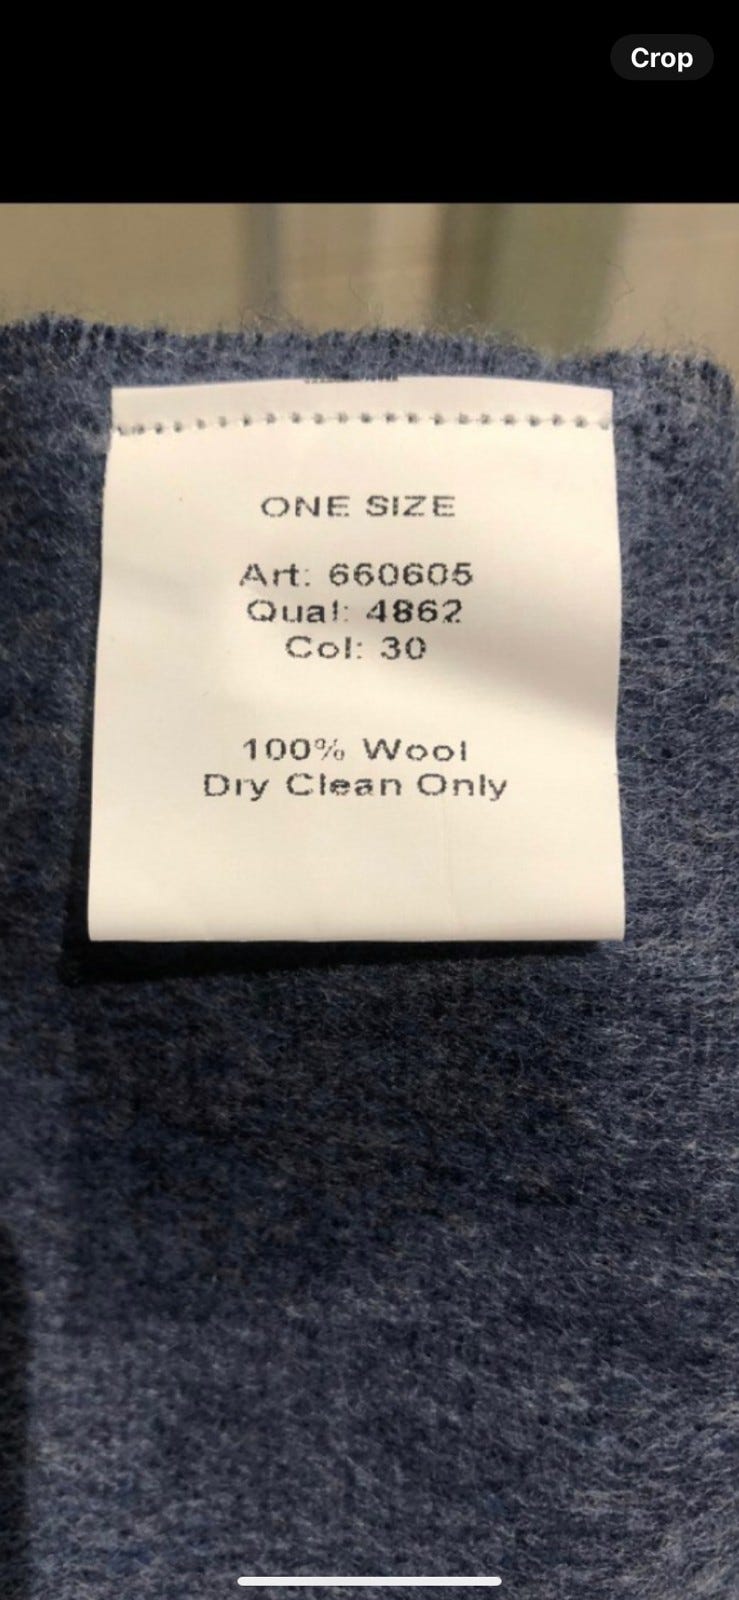 Crop
ONE SIZE
Art: 660605
Qual: 4862
Col: 30
100% Wool
Dry Clean Only